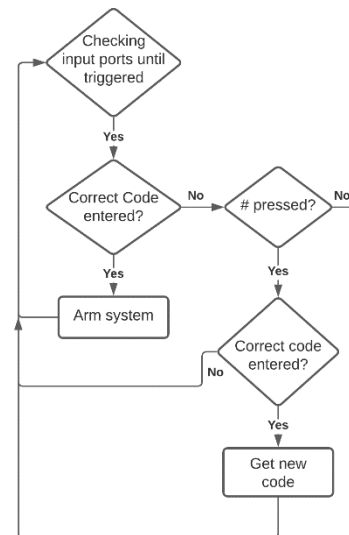 Checking
input ports until
triggered
Yes
Correct Code
entered?
No
# pressed?
No
Yes
Yes
Arm system
Correct code
entered?
No
Yes
Get new
code